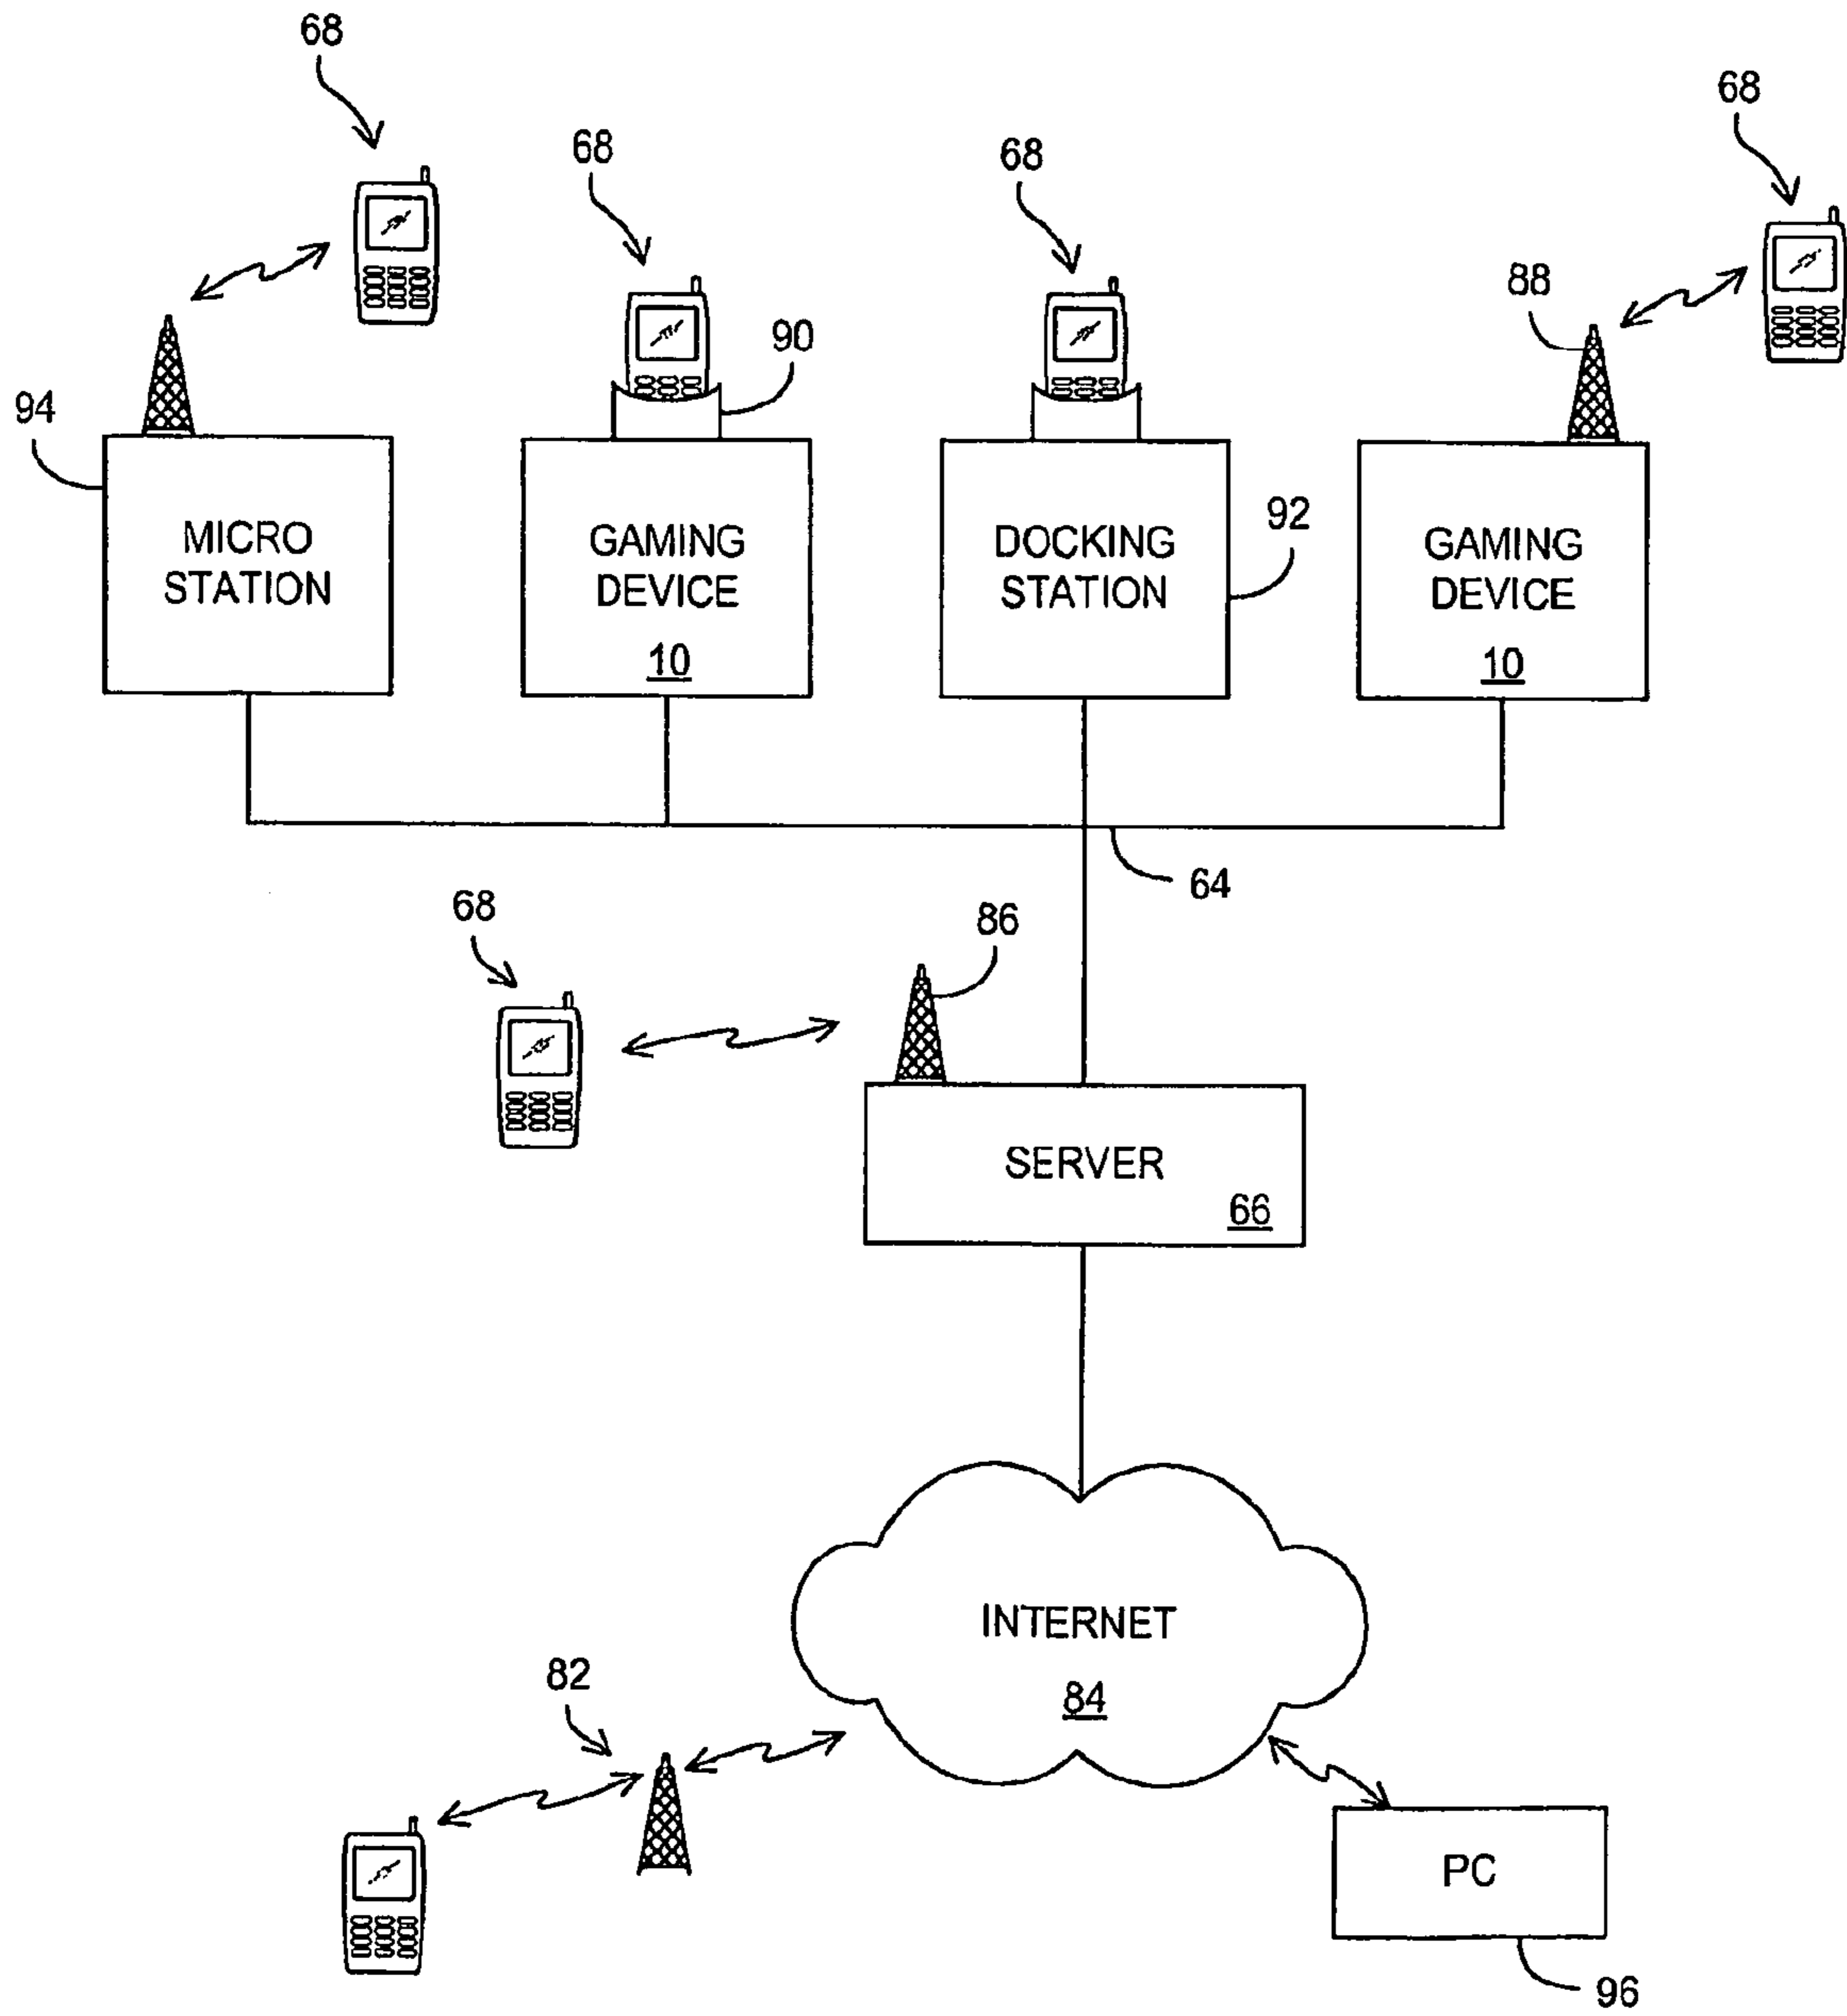 68
68
68
68
90
88
94
MICRO
STATION
GAMING
DEVICE
10
DOCKING
STATION
92
GAMING
DEVICE
10
64
68
86
SERVER
66
INTERNET
84
82
PC
96